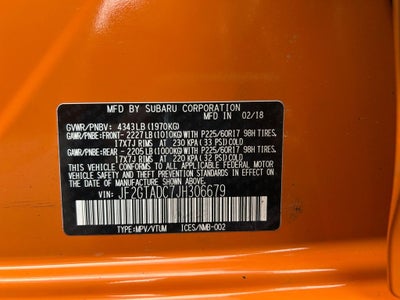 MFD BY SUBARU CORPORATION
MFD IN 02/18
GVWR/PNBV: 4343LB (1970KG)
GAWR/PNBE: FRONT- 2227LB (1010KG) WITH P225/60R17 98H TIRES,
17X7J RIMS AT 230 KPA (33 PSI) COLD
GAWR/PNBE: REAR - 2205LB (1000KG) WITH P225/60R17 98H TIRES,
17X7J RIMS AT 220 KPA (32 PSI) COLD
THIS VEHICLE CONFORMS TO ALL APPLICABLE FEDERAL MOTOR
VEHICLE SAFETY, BUMPER, AND THEFT PREVENTION STANDARDS IN
EFFECT ON THE DATE OF MANUFACTURE SHOWN ABOVE.
VIN: JF2GTADC7JH306679
TYPE:MPV/VTUM ICES/NMB-002